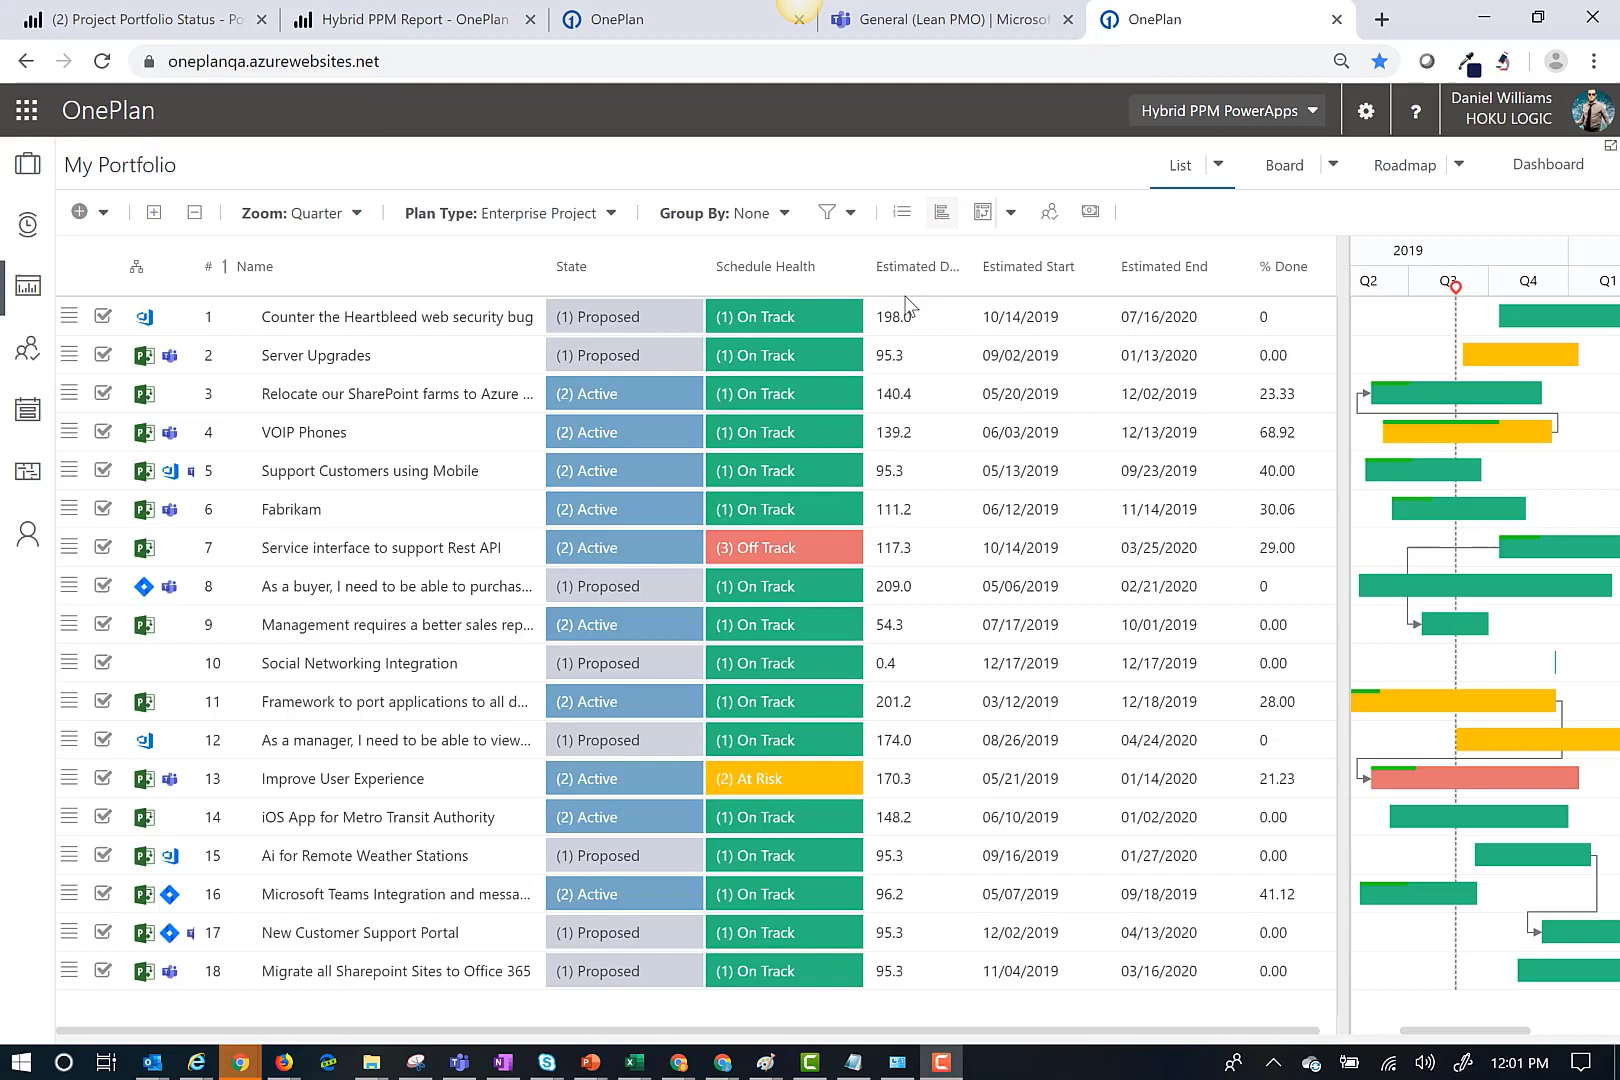 (2) Project Portfolio Status - Po
Hybrid PPM Report - OnePlan
OnePlan
General (Lean PMO) | Microsof
OnePlan
oneplanqa.azurewebsites.net
OnePlan
Hybrid PPM PowerApps
?
Daniel Williams
HOKU LOGIC
My Portfolio
List
Board
Roadmap
Dashboard
Zoom: Quarter
Plan Type: Enterprise Project
Group By: None
# Name State Schedule Health Estimated D... Estimated Start Estimated End % Done
2019
Q2 Q3 Q4 Q1
1 Counter the Heartbleed web security bug (1) Proposed (1) On Track 198.0 10/14/2019 07/16/2020 0
2 Server Upgrades (1) Proposed (1) On Track 95.3 09/02/2019 01/13/2020 0.00
3 Relocate our SharePoint farms to Azure ... (2) Active (1) On Track 140.4 05/20/2019 12/02/2019 23.33
4 VOIP Phones (2) Active (1) On Track 139.2 06/03/2019 12/13/2019 68.92
5 Support Customers using Mobile (2) Active (1) On Track 95.3 05/13/2019 09/23/2019 40.00
6 Fabrikam (2) Active (1) On Track 111.2 06/12/2019 11/14/2019 30.06
7 Service interface to support Rest API (2) Active (3) Off Track 117.3 10/14/2019 03/25/2020 29.00
8 As a buyer, I need to be able to purchas... (1) Proposed (1) On Track 209.0 05/06/2019 02/21/2020 0
9 Management requires a better sales rep... (2) Active (1) On Track 54.3 07/17/2019 10/01/2019 0.00
10 Social Networking Integration (1) Proposed (1) On Track 0.4 12/17/2019 12/17/2019 0.00
11 Framework to port applications to all d... (2) Active (1) On Track 201.2 03/12/2019 12/18/2019 28.00
12 As a manager, I need to be able to view... (1) Proposed (1) On Track 174.0 08/26/2019 04/24/2020 0
13 Improve User Experience (2) Active (2) At Risk 170.3 05/21/2019 01/14/2020 21.23
14 iOS App for Metro Transit Authority (2) Active (1) On Track 148.2 06/10/2019 01/02/2020 0.00
15 Ai for Remote Weather Stations (1) Proposed (1) On Track 95.3 09/16/2019 01/27/2020 0.00
16 Microsoft Teams Integration and messa... (2) Active (1) On Track 96.2 05/07/2019 09/18/2019 41.12
17 New Customer Support Portal (1) Proposed (1) On Track 95.3 12/02/2019 04/13/2020 0.00
18 Migrate all Sharepoint Sites to Office 365 (1) Proposed (1) On Track 95.3 11/04/2019 03/16/2020 0.00
12:01 PM